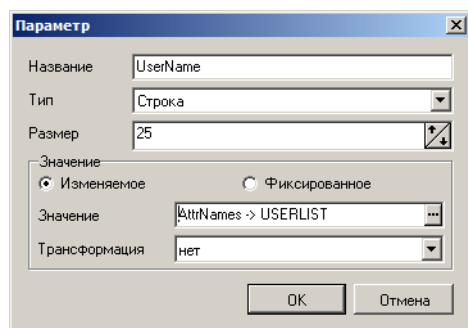 Параметр
Название UserName
Тип Строка
Размер 25
Значение
Изменяемое Фиксированное
Значение AttrNames -> USERLIST ...
Трансформация нет
OK Отмена